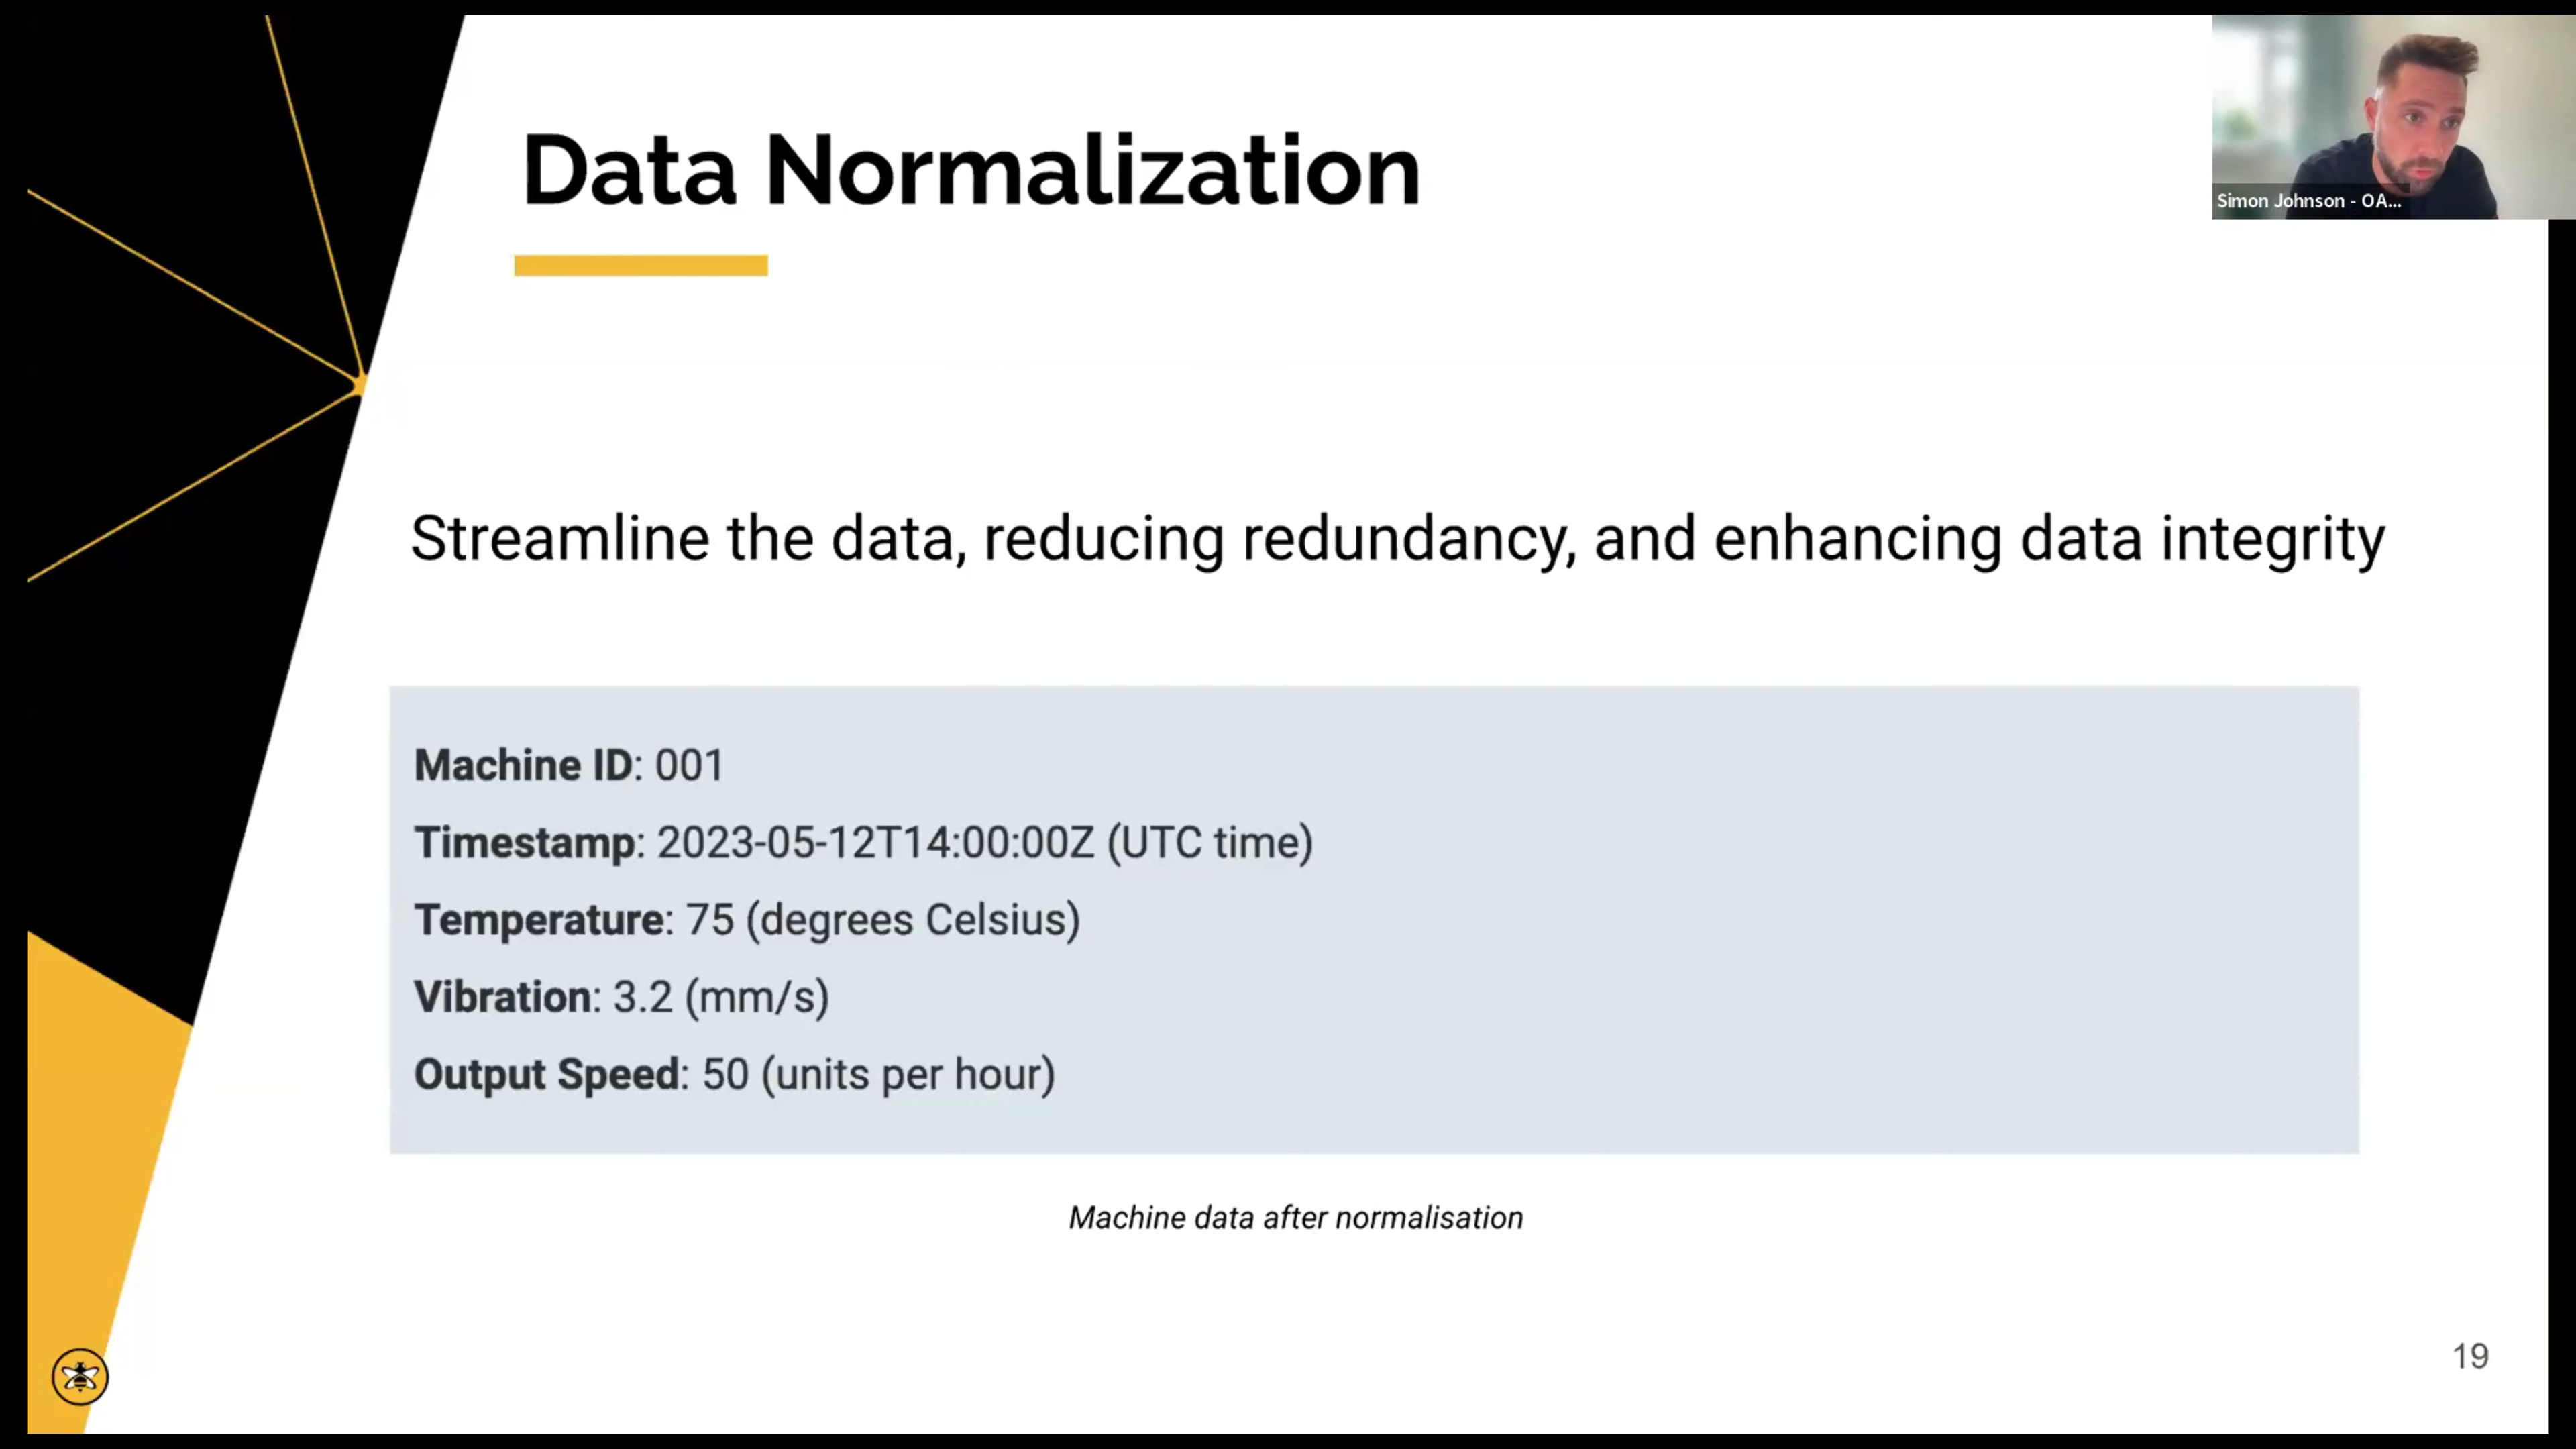 Data Normalization
Simon Johnson - OA...
Streamline the data, reducing redundancy, and enhancing data integrity
Machine ID: 001
Timestamp: 2023-05-12T14:00:00Z (UTC time)
Temperature: 75 (degrees Celsius)
Vibration: 3.2 (mm/s)
Output Speed: 50 (units per hour)
Machine data after normalisation
19